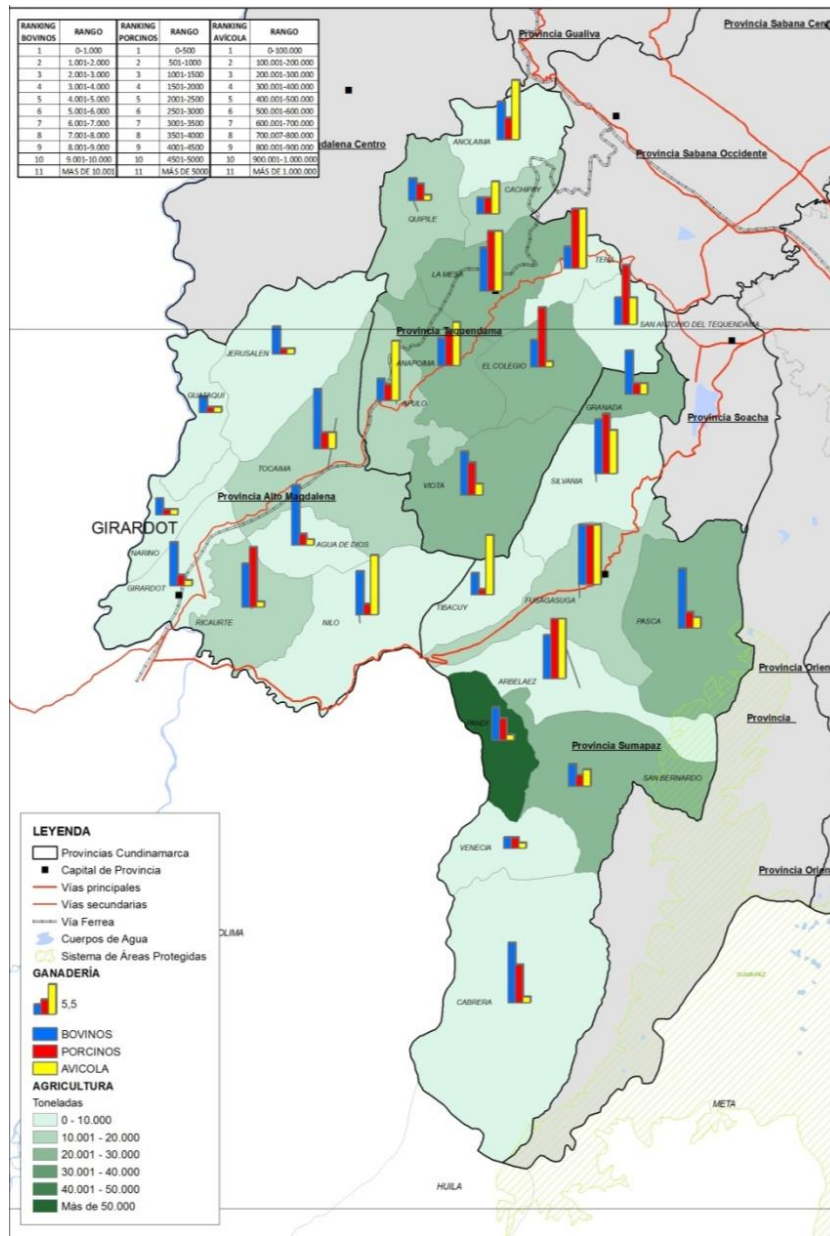 RANKING BOVINOS RANGO RANKING PORCINOS RANGO RANKING AVÍCOLA RANGO
1 0-1.000 1 0-500 1 0-100.000
2 1.001-2.000 2 501-1000 2 100.001-200.000
3 2.001-3.000 3 1001-1500 3 200.001-300.000
4 3.001-4.000 4 1501-2000 4 300.001-400.000
5 4.001-5.000 5 2001-2500 5 400.001-500.000
6 5.001-6.000 6 2501-3000 6 500.001-600.000
7 6.001-7.000 7 3001-3500 7 600.001-700.000
8 7.001-8.000 8 3501-4000 8 700.007-800.000
9 8.001-9.000 9 4001-4500 9 800.001-900.000
10 9.001-10.000 10 4501-5000 10 900.001-1.000.000
11 MAS DE 10.001 11 MÁS DE 5000 11 MÁS DE 1.000.000
Provincia Sabana Cen
Provincia Gualiva
dalena Centro
ANOLAIMA
Provincia Sabana Occidente
CACHIPAY
QUIPILE
LA MESA
TENA
SAN ANTONIO DEL TEQUENDAMA
Provincia Tequendama
JERUSALEN
ANAPOIMA
EL COLEGIO
GUATAQUI
APULO
GRANADA
Provincia Soacha
TOCAIMA
VIOTA
SILVANIA
Provincia Alto Magdalena
GIRARDOT
AGUA DE DIOS
NARINO
GIRARDOT
RICAURTE
NILO
TIBACUY
FUSAGASUGA
PASCA
ARBELAEZ
Provincia Orien
Provincia
Provincia Sumapaz
SAN BERNARDO
VENECIA
Provincia Orien
OLIMA
SUMAPAZ
CABRERA
META
HUILA
LEYENDA
Provincias Cundinamarca
Capital de Provincia
Vías principales
Vías secundarias
Vía Ferrea
Cuerpos de Agua
Sistema de Áreas Protegidas
GANADERÍA
5,5
BOVINOS
PORCINOS
AVICOLA
AGRICULTURA
Toneladas
0 - 10.000
10.001 - 20.000
20.001 - 30.000
30.001 - 40.000
40.001 - 50.000
Más de 50.000